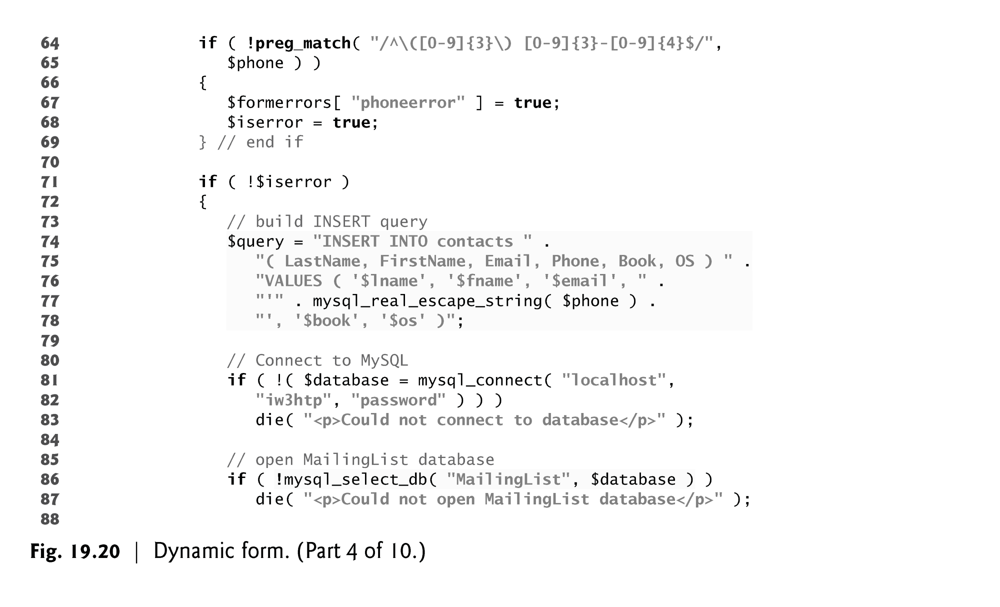 64 if ( !preg_match( "/^\([0-9]{3}\) [0-9]{3}-[0-9]{4}$/",
65 $phone ) )
66 {
67 $formerrors[ "phoneerror" ] = true;
68 $iserror = true;
69 } // end if
70
71 if ( !$iserror )
72 {
73 // build INSERT query
74 $query = "INSERT INTO contacts " .
75 "( LastName, FirstName, Email, Phone, Book, OS ) " .
76 "VALUES ( '$lname', '$fname', '$email', " .
77 "'" . mysql_real_escape_string( $phone ) .
78 "', '$book', '$os' )";
79
80 // Connect to MySQL
81 if ( !( $database = mysql_connect( "localhost",
82 "iw3htp", "password" ) ) )
83 die( "<p>Could not connect to database</p>" );
84
85 // open MailingList database
86 if ( !mysql_select_db( "MailingList", $database ) )
87 die( "<p>Could not open MailingList database</p>" );
88
Fig. 19.20 | Dynamic form. (Part 4 of 10.)